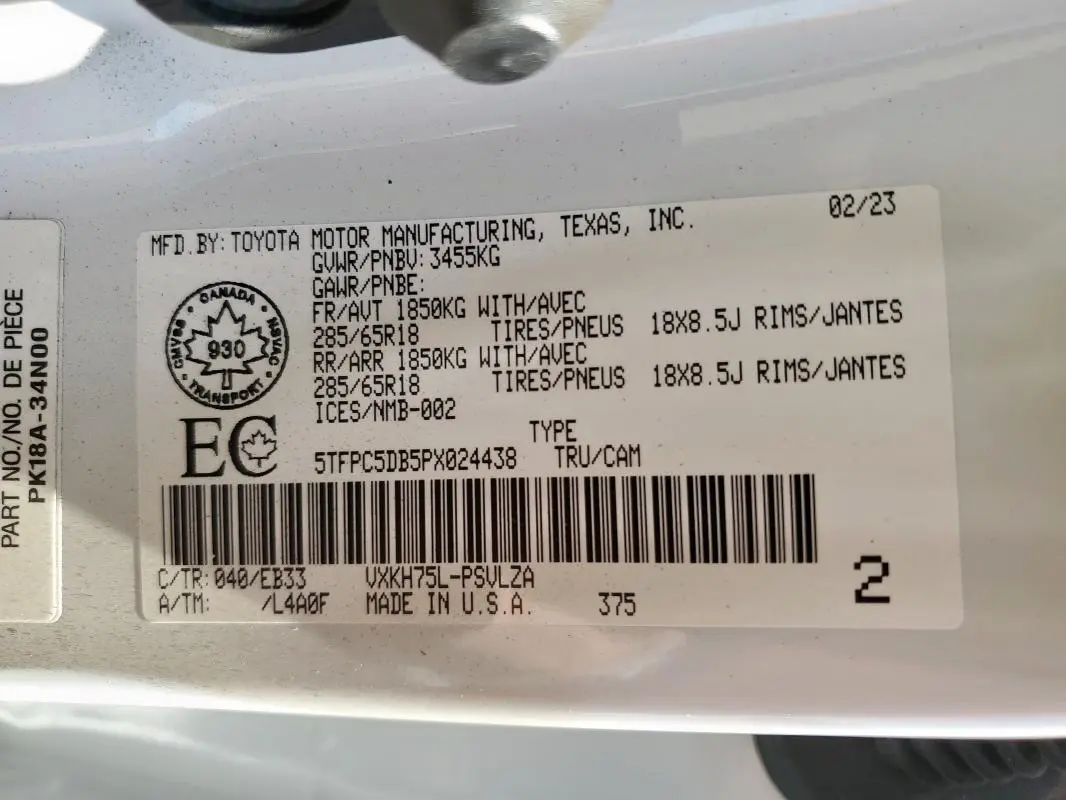 PART NO./NO. DE PIÈCE
PK18A-34N00
MFD.BY: TOYOTA MOTOR MANUFACTURING, TEXAS, INC. 02/23
GVWR/PNBV: 3455KG
GAWR/PNBE:
FR/AVT 1850KG WITH/AVEC
285/65R18 TIRES/PNEUS 18X8.5J RIMS/JANTES
RR/ARR 1850KG WITH/AVEC
285/65R18 TIRES/PNEUS 18X8.5J RIMS/JANTES
ICES/NMB-002
CANADA
CMVSS 930 NSVAC
TRANSPORT
EC
TYPE
5TFPC5DB5PX024438 TRU/CAM
C/TR: 040/EB33 VXKH75L-PSVLZA
A/TM: /L4A0F MADE IN U.S.A. 375
2